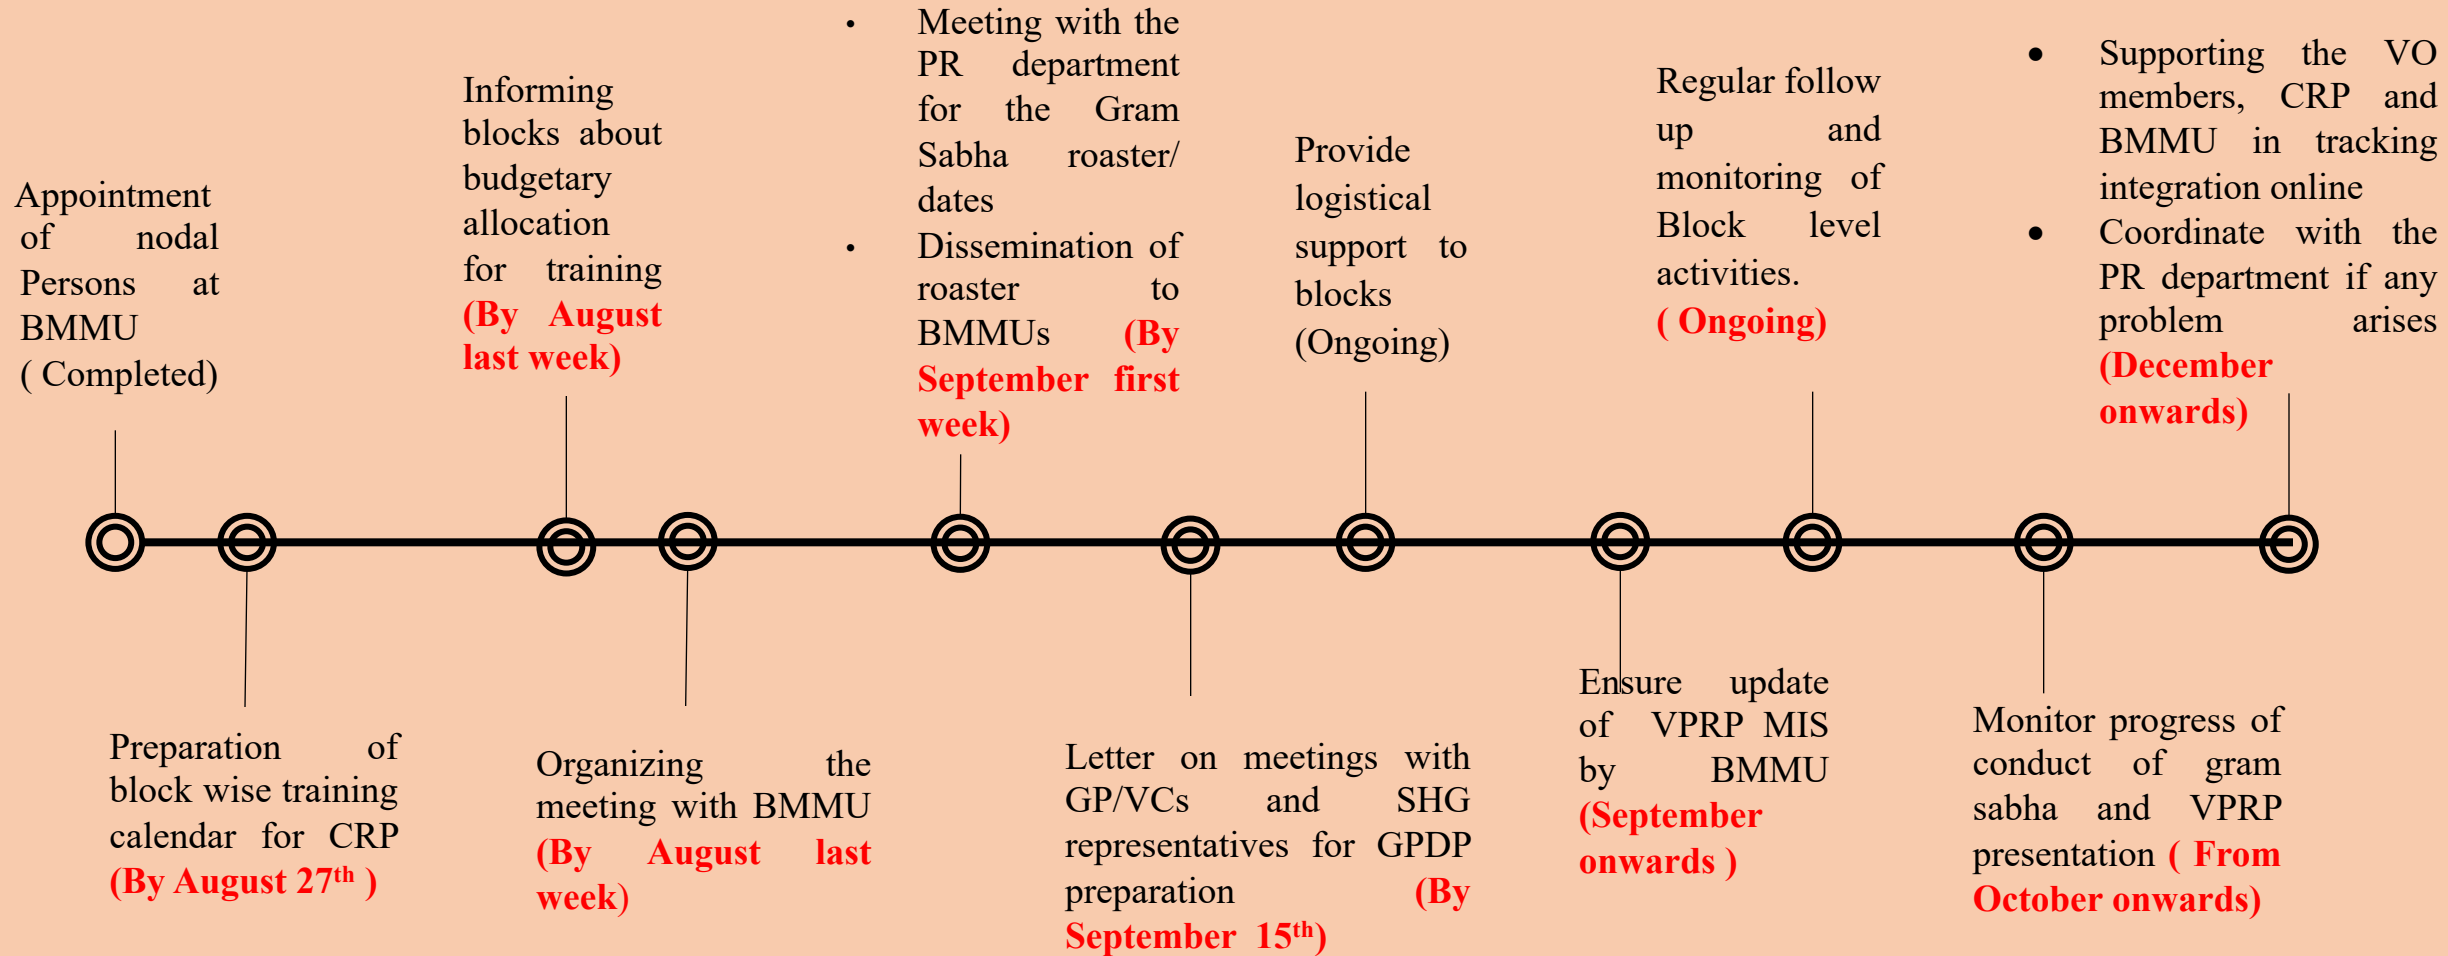 Appointment
of nodal
Persons at
BMMU
( Completed)
Preparation of
block wise training
calendar for CRP
(By August 27th )
Informing
blocks about
budgetary
allocation
for training
(By August
last week)
Organizing the
meeting with BMMU
(By August last
week)
• Meeting with the
PR department
for the Gram
Sabha roaster/
dates
• Dissemination of
roaster to
BMMUs (By
September first
week)
Letter on meetings with
GP/VCs and SHG
representatives for GPDP
preparation (By
September 15th)
Provide
logistical
support to
blocks
(Ongoing)
Ensure update
of VPRP MIS
by BMMU
(September
onwards )
Regular follow
up and
monitoring of
Block level
activities.
( Ongoing)
Monitor progress of
conduct of gram
sabha and VPRP
presentation ( From
October onwards)
• Supporting the VO
members, CRP and
BMMU in tracking
integration online
• Coordinate with the
PR department if any
problem arises
(December
onwards)